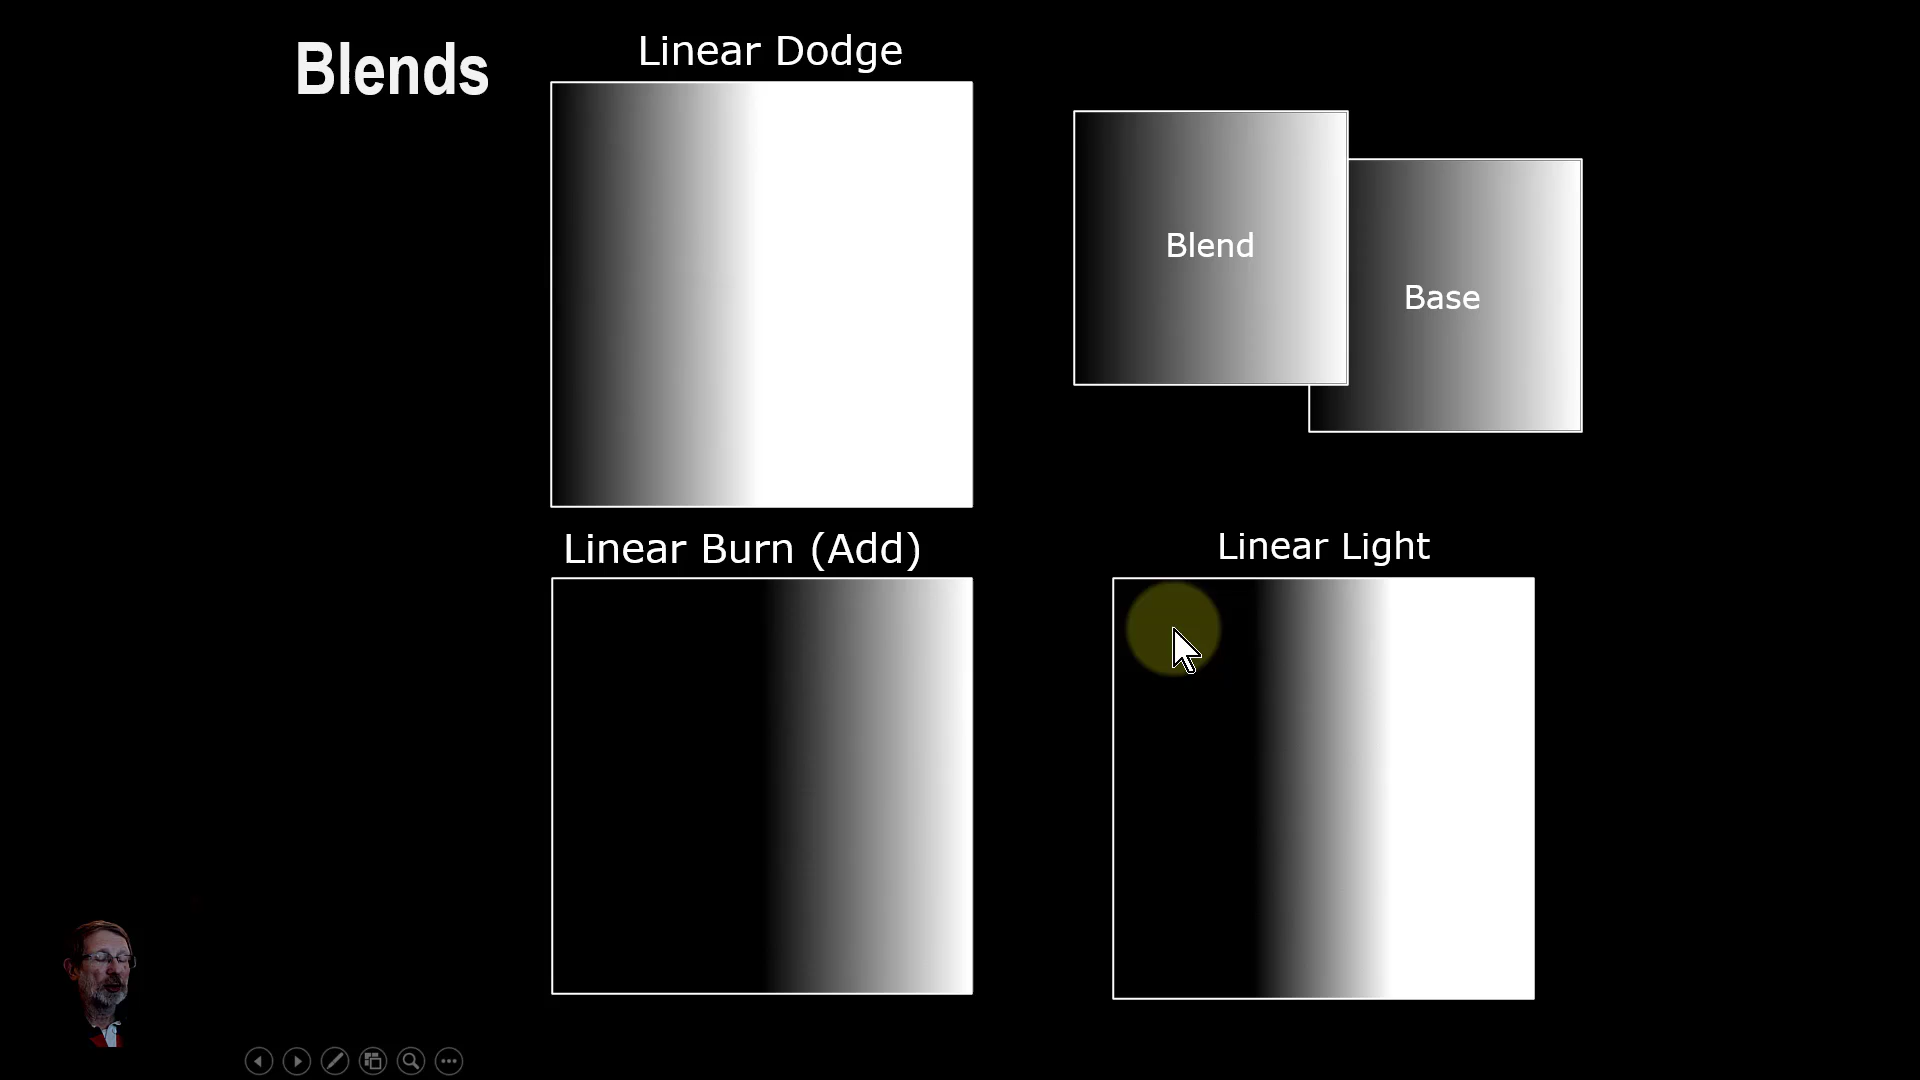 Blends
Linear Dodge
Blend
Base
Linear Burn (Add)
Linear Light